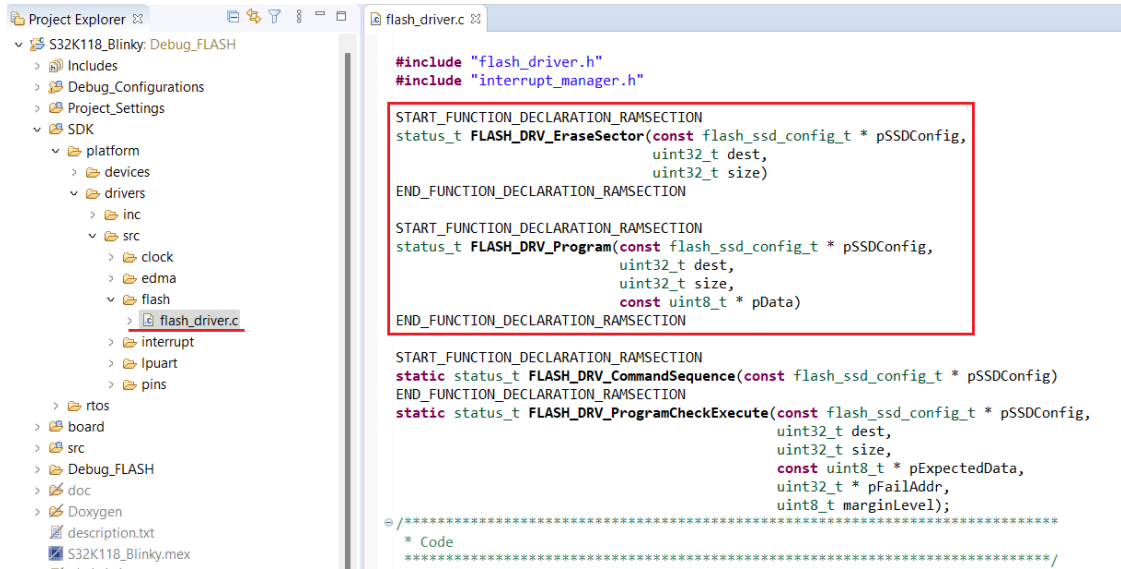 Project Explorer
S32K118_Blinky: Debug_FLASH
Includes
Debug_Configurations
Project_Settings
SDK
platform
devices
drivers
inc
src
clock
edma
flash
flash_driver.c
interrupt
lpuart
pins
rtos
board
src
Debug_FLASH
doc
Doxygen
description.txt
S32K118_Blinky.mex
flash_driver.c
#include "flash_driver.h"
#include "interrupt_manager.h"
START_FUNCTION_DECLARATION_RAMSECTION
status_t FLASH_DRV_EraseSector(const flash_ssd_config_t * pSSDConfig,
uint32_t dest,
uint32_t size)
END_FUNCTION_DECLARATION_RAMSECTION
START_FUNCTION_DECLARATION_RAMSECTION
status_t FLASH_DRV_Program(const flash_ssd_config_t * pSSDConfig,
uint32_t dest,
uint32_t size,
const uint8_t * pData)
END_FUNCTION_DECLARATION_RAMSECTION
START_FUNCTION_DECLARATION_RAMSECTION
static status_t FLASH_DRV_CommandSequence(const flash_ssd_config_t * pSSDConfig)
END_FUNCTION_DECLARATION_RAMSECTION
static status_t FLASH_DRV_ProgramCheckExecute(const flash_ssd_config_t * pSSDConfig,
uint32_t dest,
uint32_t size,
const uint8_t * pExpectedData,
uint32_t * pFailAddr,
uint8_t marginLevel);
/*******************************************************************************
* Code
******************************************************************************/